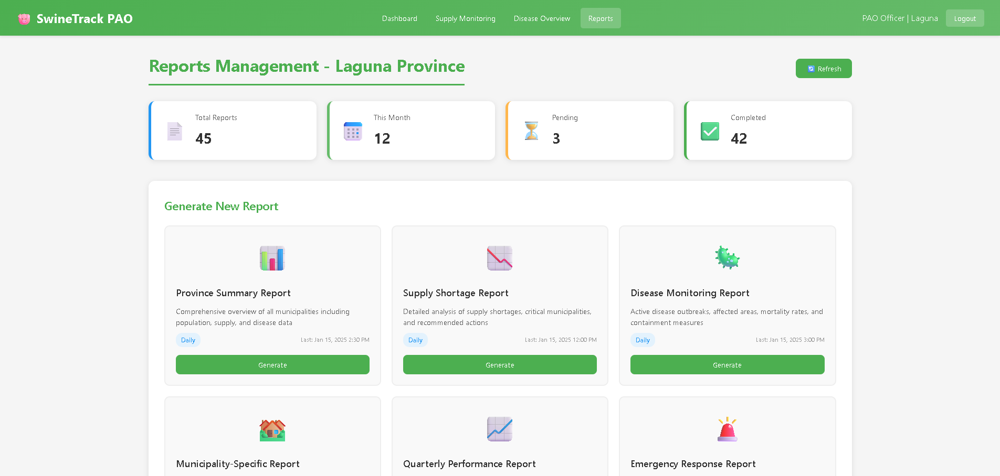 SwineTrack PAO
Dashboard
Supply Monitoring
Disease Overview
Reports
PAO Officer | Laguna
Logout
Reports Management - Laguna Province
Refresh
Total Reports
45
This Month
12
Pending
3
Completed
42
Generate New Report
Province Summary Report
Comprehensive overview of all municipalities including
population, supply, and disease data
Daily
Last: Jan 15, 2025 2:30 PM
Generate
Supply Shortage Report
Detailed analysis of supply shortages, critical municipalities,
and recommended actions
Daily
Last: Jan 15, 2025 12:00 PM
Generate
Disease Monitoring Report
Active disease outbreaks, affected areas, mortality rates, and
containment measures
Daily
Last: Jan 15, 2025 3:00 PM
Generate
Municipality-Specific Report
Quarterly Performance Report
Emergency Response Report